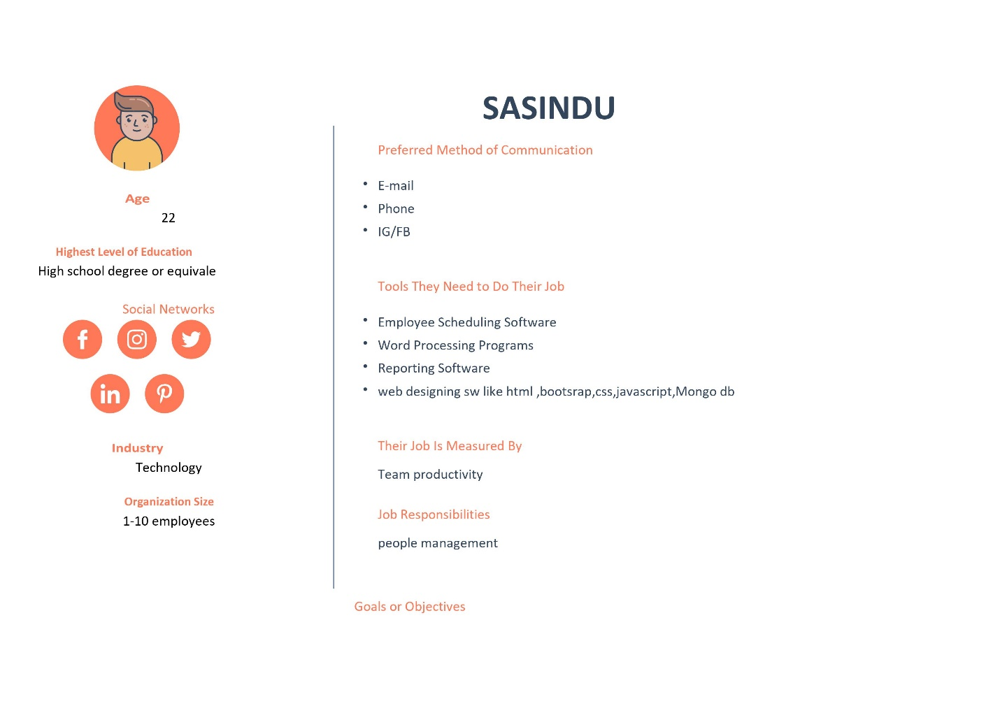 SASINDU
Age
22
Highest Level of Education
High school degree or equivale
Social Networks
Industry
Technology
Organization Size
1-10 employees
Preferred Method of Communication
• E-mail
• Phone
• IG/FB
Tools They Need to Do Their Job
• Employee Scheduling Software
• Word Processing Programs
• Reporting Software
• web designing sw like html ,bootsrap,css,javascript,Mongo db
Their Job Is Measured By
Team productivity
Job Responsibilities
people management
Goals or Objectives